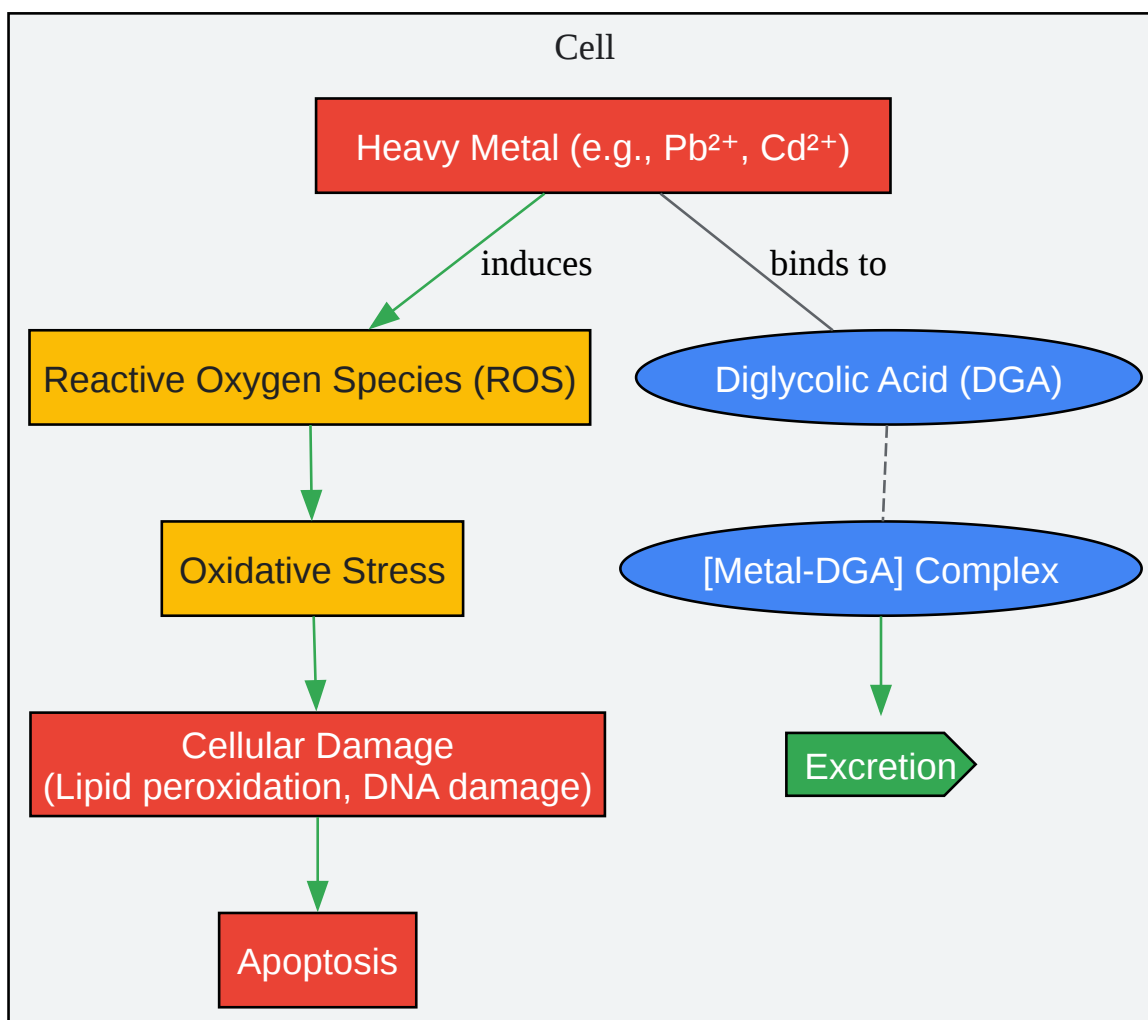 Cell
Heavy Metal (e.g., Pb²⁺, Cd²⁺)
induces
binds to
Reactive Oxygen Species (ROS)
Diglycolic Acid (DGA)
Oxidative Stress
[Metal-DGA] Complex
Cellular Damage
(Lipid peroxidation, DNA damage)
Excretion
Apoptosis